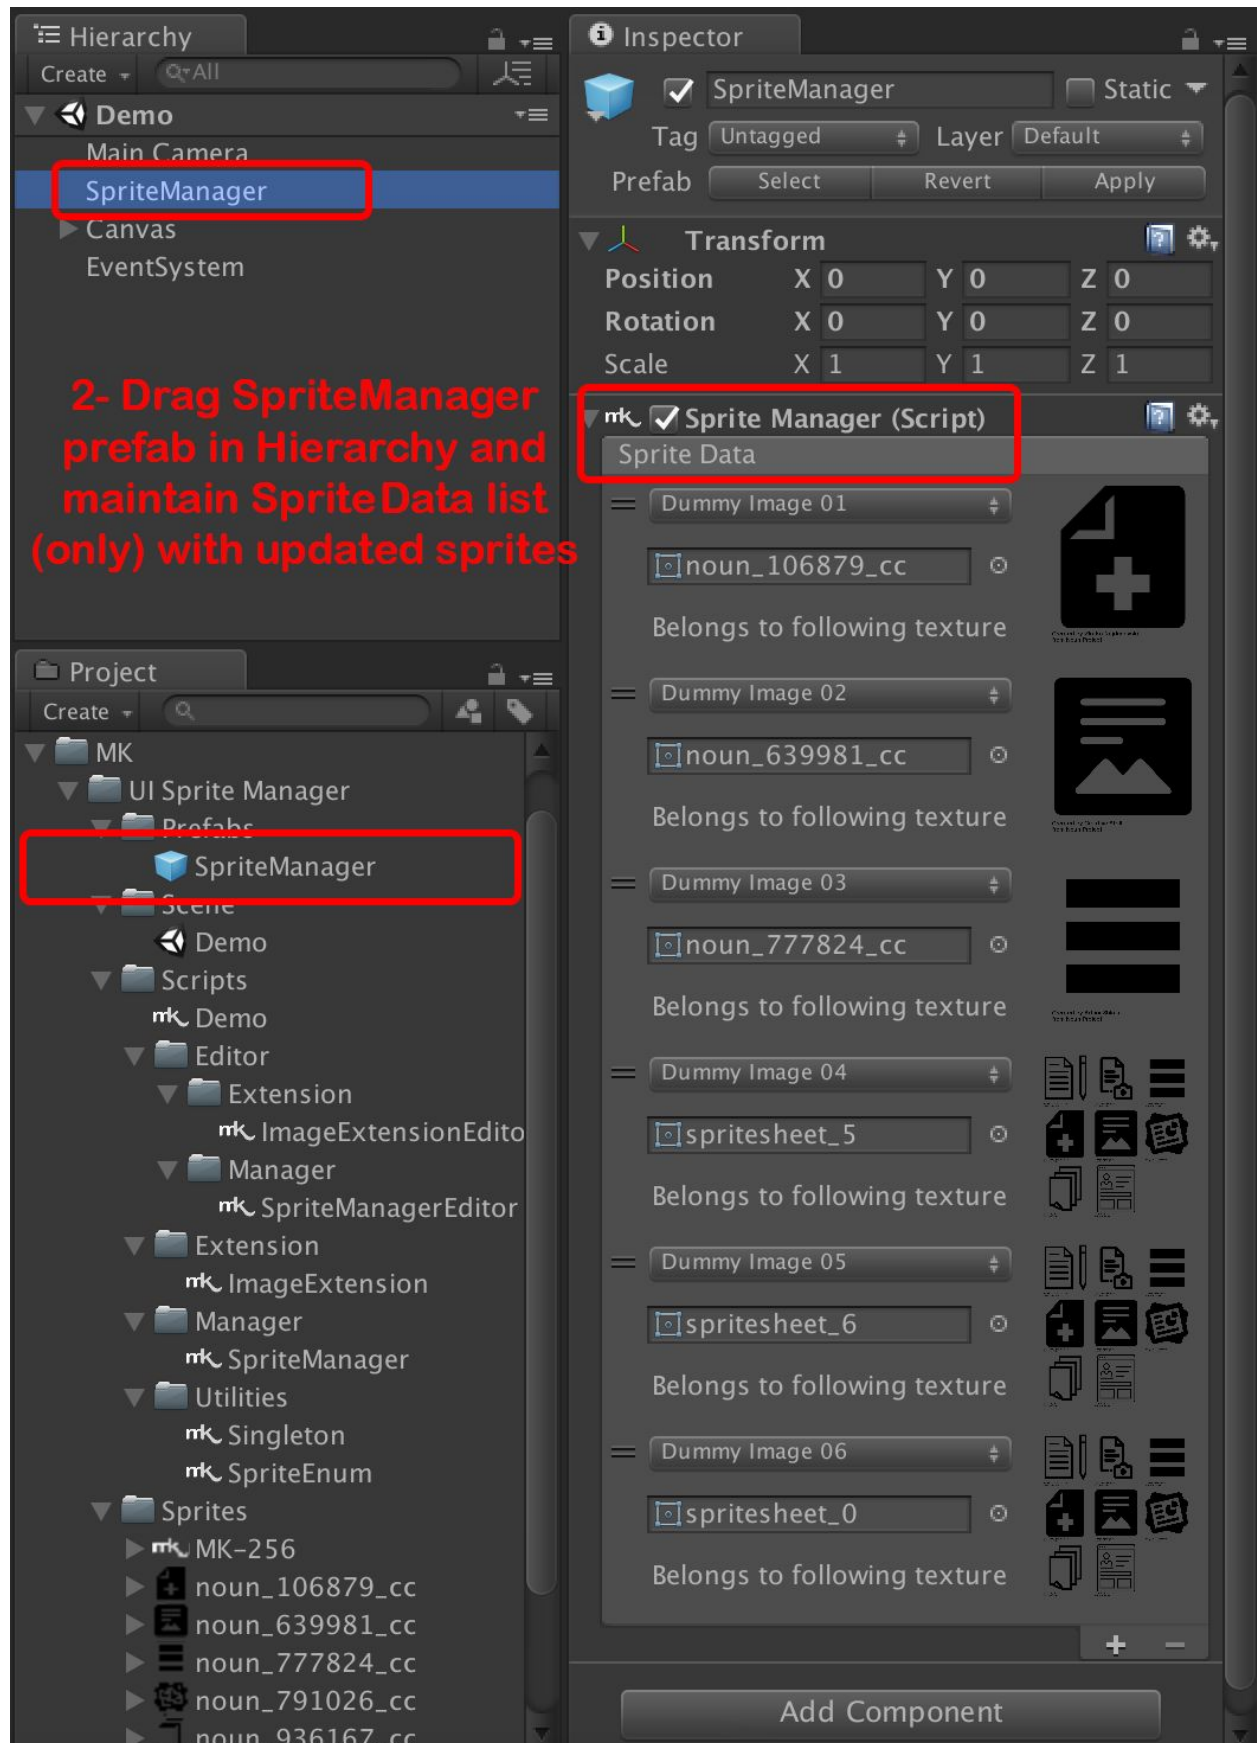 Hierarchy
Create
All
Demo
Main Camera
SpriteManager
Canvas
EventSystem
2- Drag SpriteManager
prefab in Hierarchy and
maintain SpriteData list
(only) with updated sprites
Project
Create
MK
UI Sprite Manager
Prefabs
SpriteManager
Scene
Demo
Scripts
Demo
Editor
Extension
ImageExtensionEdito
Manager
SpriteManagerEditor
Extension
ImageExtension
Manager
SpriteManager
Utilities
Singleton
SpriteEnum
Sprites
MK-256
noun_106879_cc
noun_639981_cc
noun_777824_cc
noun_791026_cc
noun_936167_cc
Inspector
SpriteManager Static
Tag Untagged Layer Default
Prefab Select Revert Apply
Transform
Position X 0 Y 0 Z 0
Rotation X 0 Y 0 Z 0
Scale X 1 Y 1 Z 1
mk Sprite Manager (Script)
Sprite Data
Dummy Image 01
noun_106879_cc
Belongs to following texture
Dummy Image 02
noun_639981_cc
Belongs to following texture
Dummy Image 03
noun_777824_cc
Belongs to following texture
Dummy Image 04
spritesheet_5
Belongs to following texture
Dummy Image 05
spritesheet_6
Belongs to following texture
Dummy Image 06
spritesheet_0
Belongs to following texture
Add Component